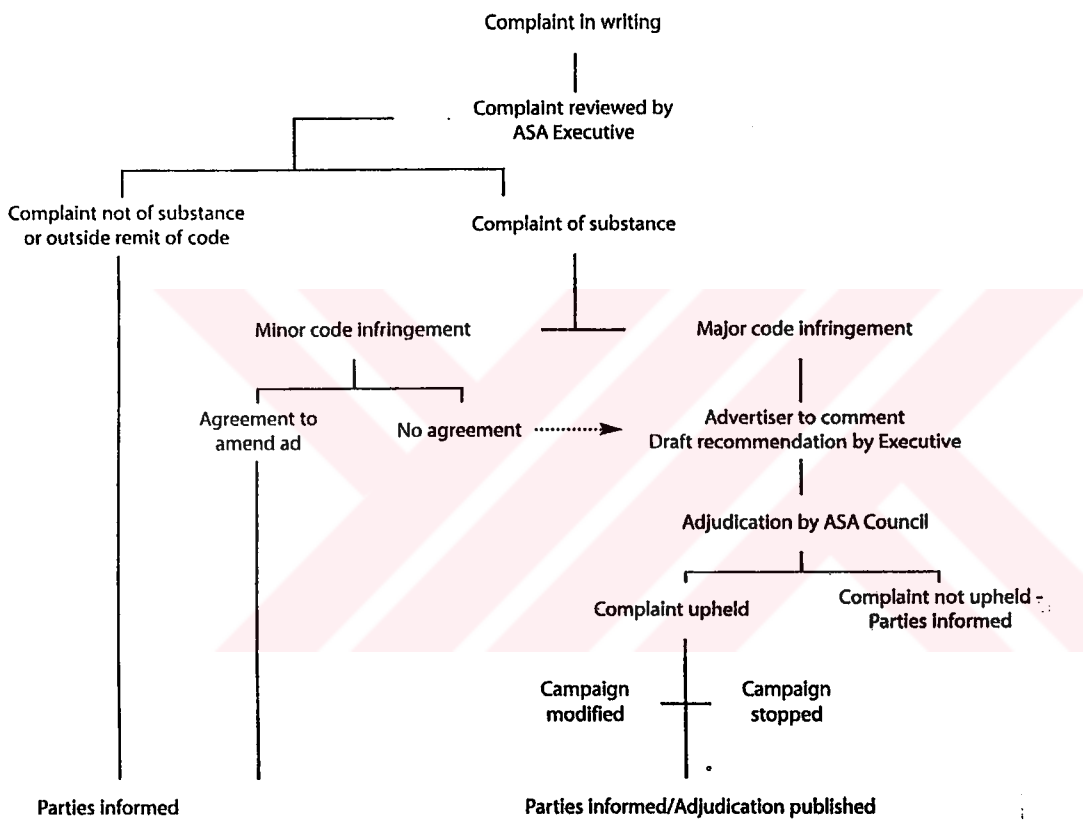 Complaint in writing
Complaint reviewed by
ASA Executive
Complaint not of substance
or outside remit of code
Complaint of substance
Minor code infringement
Major code infringement
Agreement to
amend ad
No agreement
Advertiser to comment
Draft recommendation by Executive
Adjudication by ASA Council
Complaint upheld
Complaint not upheld -
Parties informed
Campaign
modified
Campaign
stopped
Parties informed
Parties informed/Adjudication published